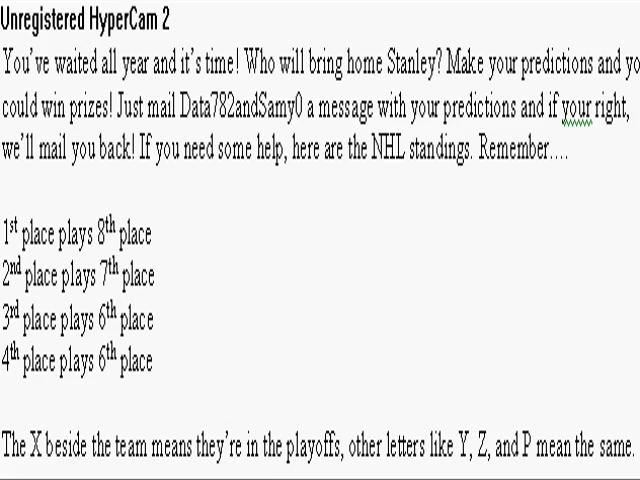 Unregistered HyperCam 2
You've waited all year and it's time! Who will bring home Stanley? Make your predictions and yo
could win prizes! Just mail Data782andSamy0 a message with your predictions and if your right,
we'll mail you back! If you need some help, here are the NHL standings. Remember....
1st place plays 8th place
2nd place plays 7th place
3rd place plays 6th place
4th place plays 6th place
The X beside the team means they're in the playoffs, other letters like Y, Z, and P mean the same.